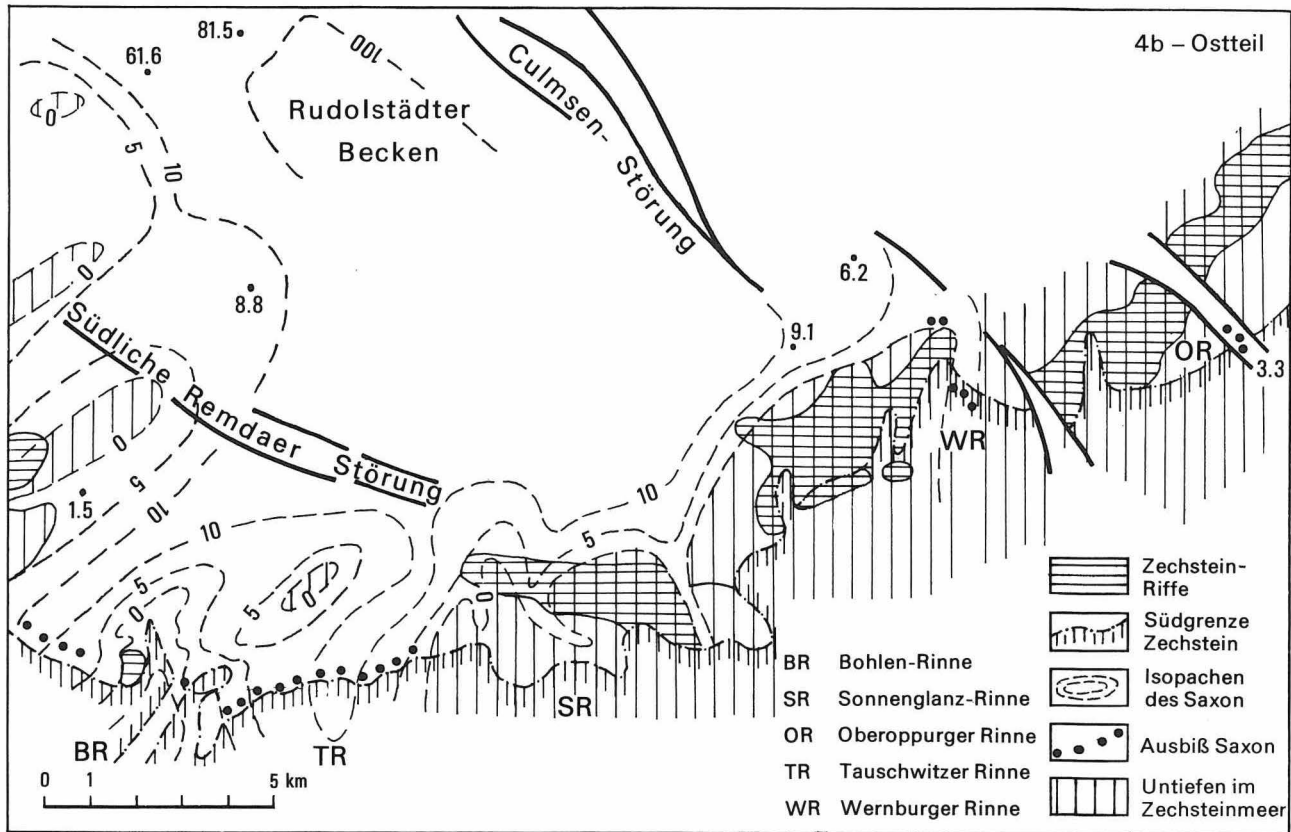 4b – Ostteil
81.5
61.6
100
Rudolstädter
Becken
Culmsen-
Störung
0
5
10
0
8.8
6.2
9.1
OR
3.3
Südliche Remdaer Störung
WR
0
1.5
5
10
10
10
5
5
0
5
0
0
BR
TR
SR
0 1 5 km
BR Bohlen-Rinne
SR Sonnenglanz-Rinne
OR Oberoppurger Rinne
TR Tauschwitzer Rinne
WR Wernburger Rinne
Zechstein-
Riffe
Südgrenze
Zechstein
Isopachen
des Saxon
Ausbiß Saxon
Untiefen im
Zechsteinmeer